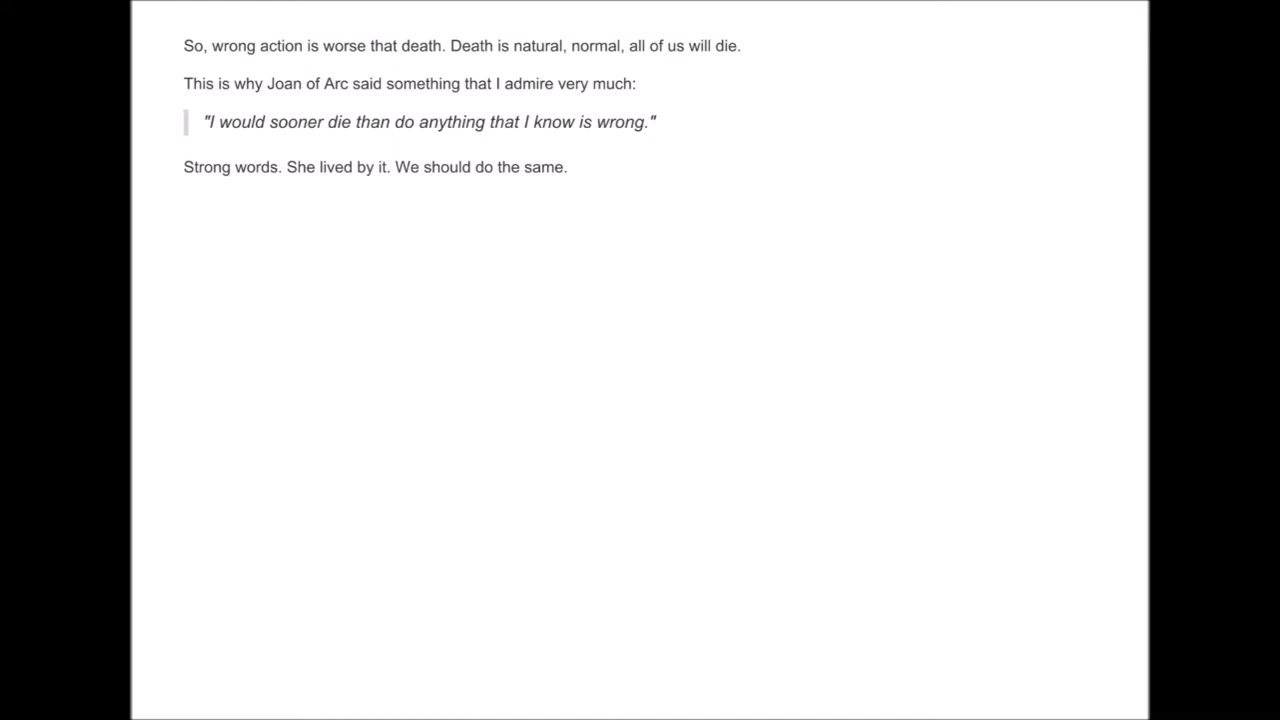 So, wrong action is worse that death. Death is natural, normal, all of us will die.
This is why Joan of Arc said something that I admire very much:
"I would sooner die than do anything that I know is wrong."
Strong words. She lived by it. We should do the same.